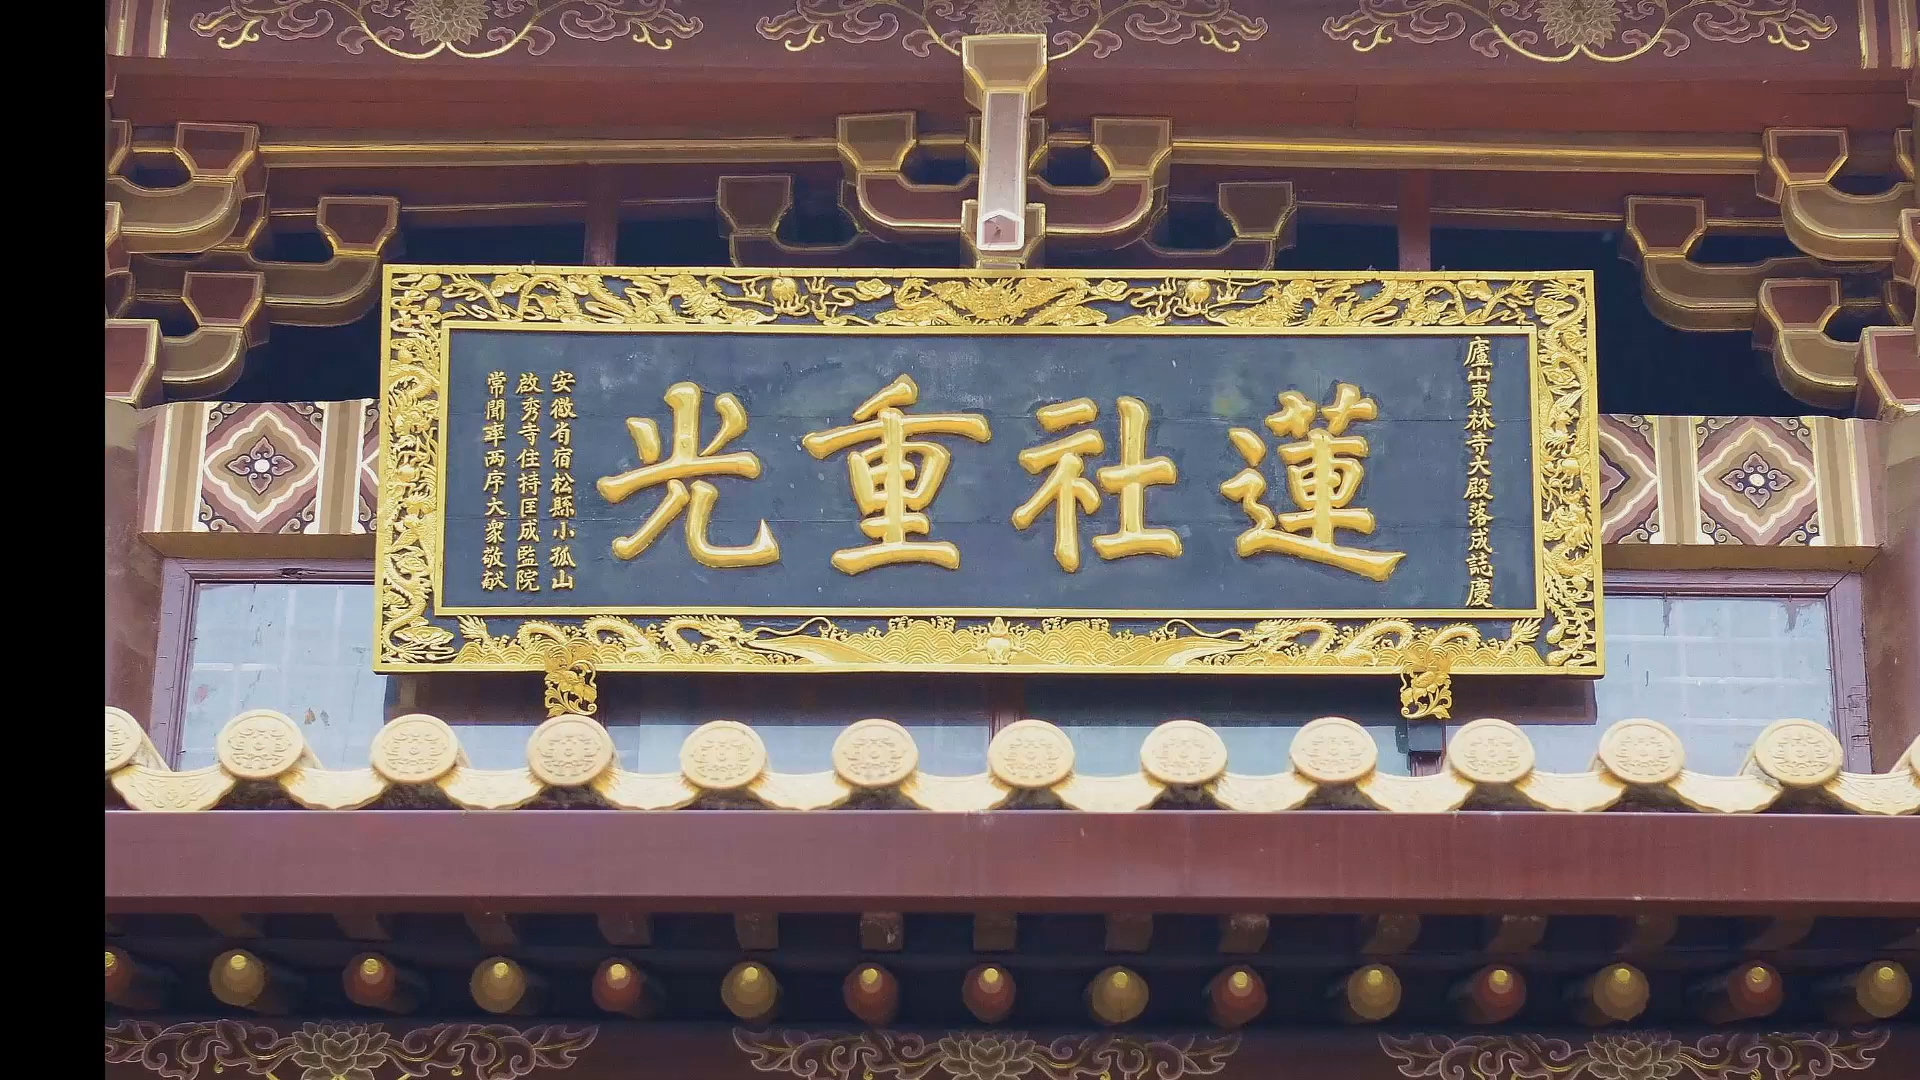 廬山東林寺大殿落成誌慶
蓮社重光
安徽省宿松縣小孤山
啟秀寺住持匡成監院
常聞率两序大衆敬献